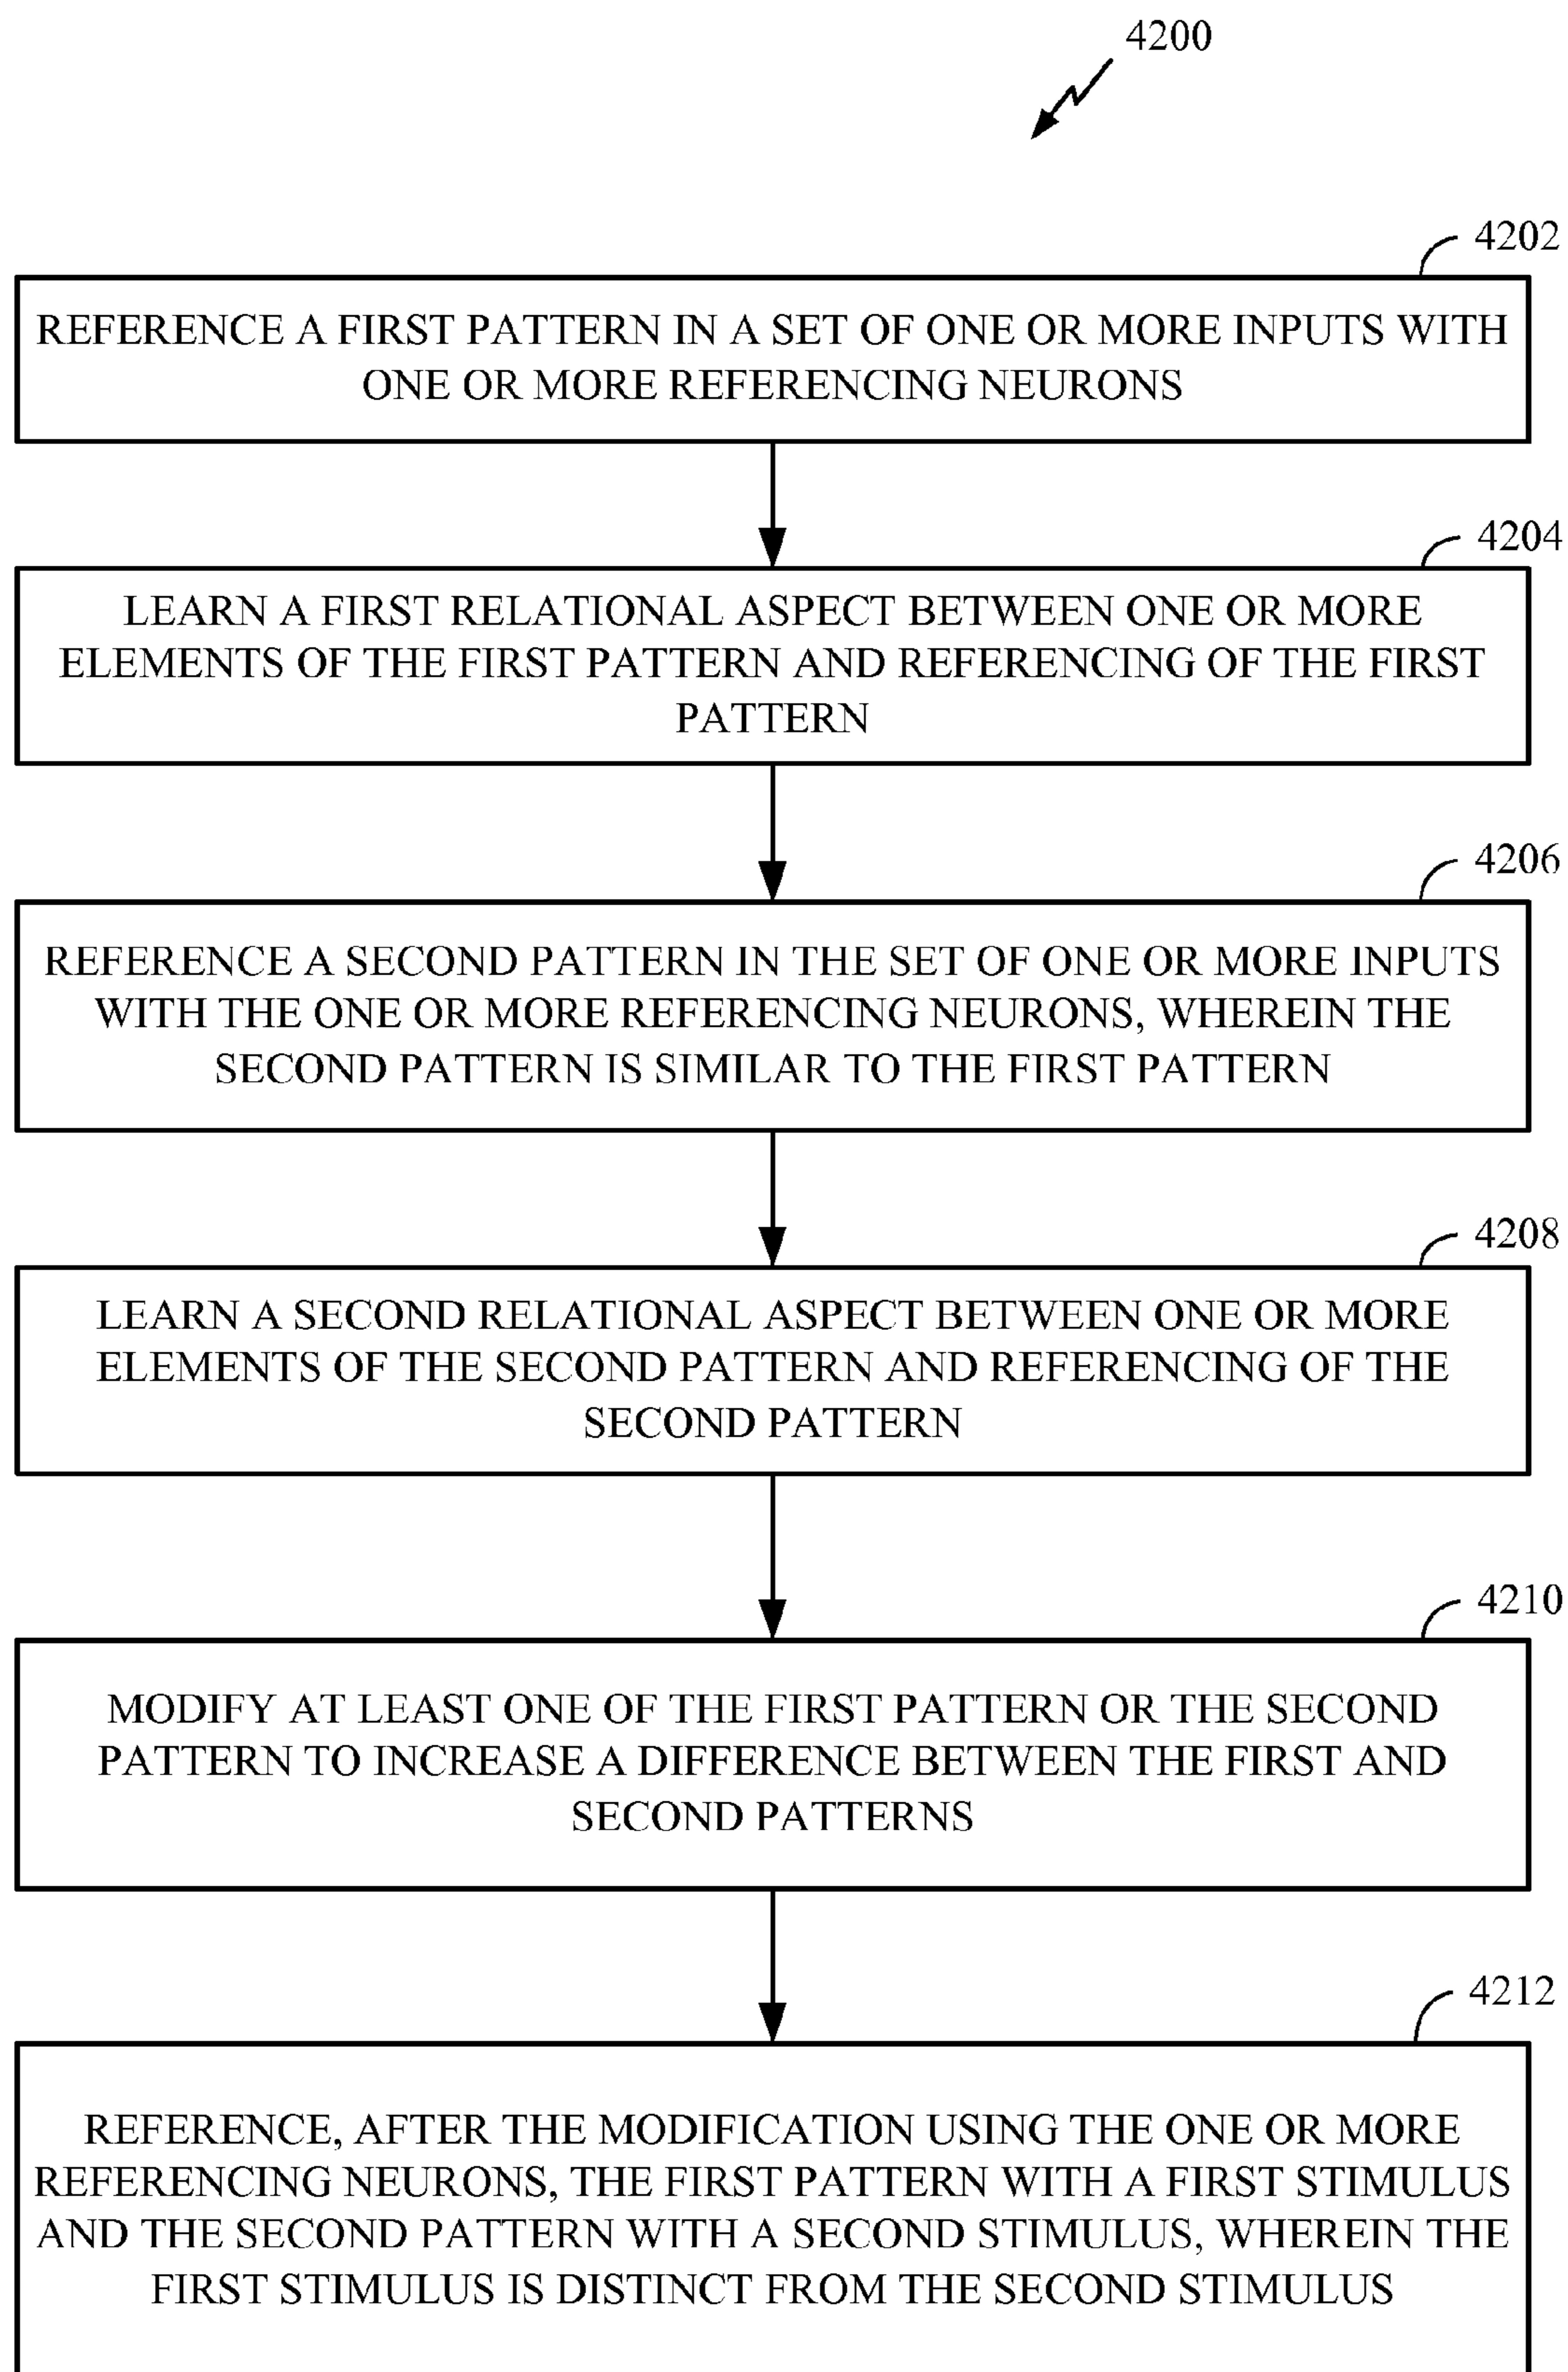 4200
4202
REFERENCE A FIRST PATTERN IN A SET OF ONE OR MORE INPUTS WITH
ONE OR MORE REFERENCING NEURONS
4204
LEARN A FIRST RELATIONAL ASPECT BETWEEN ONE OR MORE
ELEMENTS OF THE FIRST PATTERN AND REFERENCING OF THE FIRST
PATTERN
4206
REFERENCE A SECOND PATTERN IN THE SET OF ONE OR MORE INPUTS
WITH THE ONE OR MORE REFERENCING NEURONS, WHEREIN THE
SECOND PATTERN IS SIMILAR TO THE FIRST PATTERN
4208
LEARN A SECOND RELATIONAL ASPECT BETWEEN ONE OR MORE
ELEMENTS OF THE SECOND PATTERN AND REFERENCING OF THE
SECOND PATTERN
4210
MODIFY AT LEAST ONE OF THE FIRST PATTERN OR THE SECOND
PATTERN TO INCREASE A DIFFERENCE BETWEEN THE FIRST AND
SECOND PATTERNS
4212
REFERENCE, AFTER THE MODIFICATION USING THE ONE OR MORE
REFERENCING NEURONS, THE FIRST PATTERN WITH A FIRST STIMULUS
AND THE SECOND PATTERN WITH A SECOND STIMULUS, WHEREIN THE
FIRST STIMULUS IS DISTINCT FROM THE SECOND STIMULUS